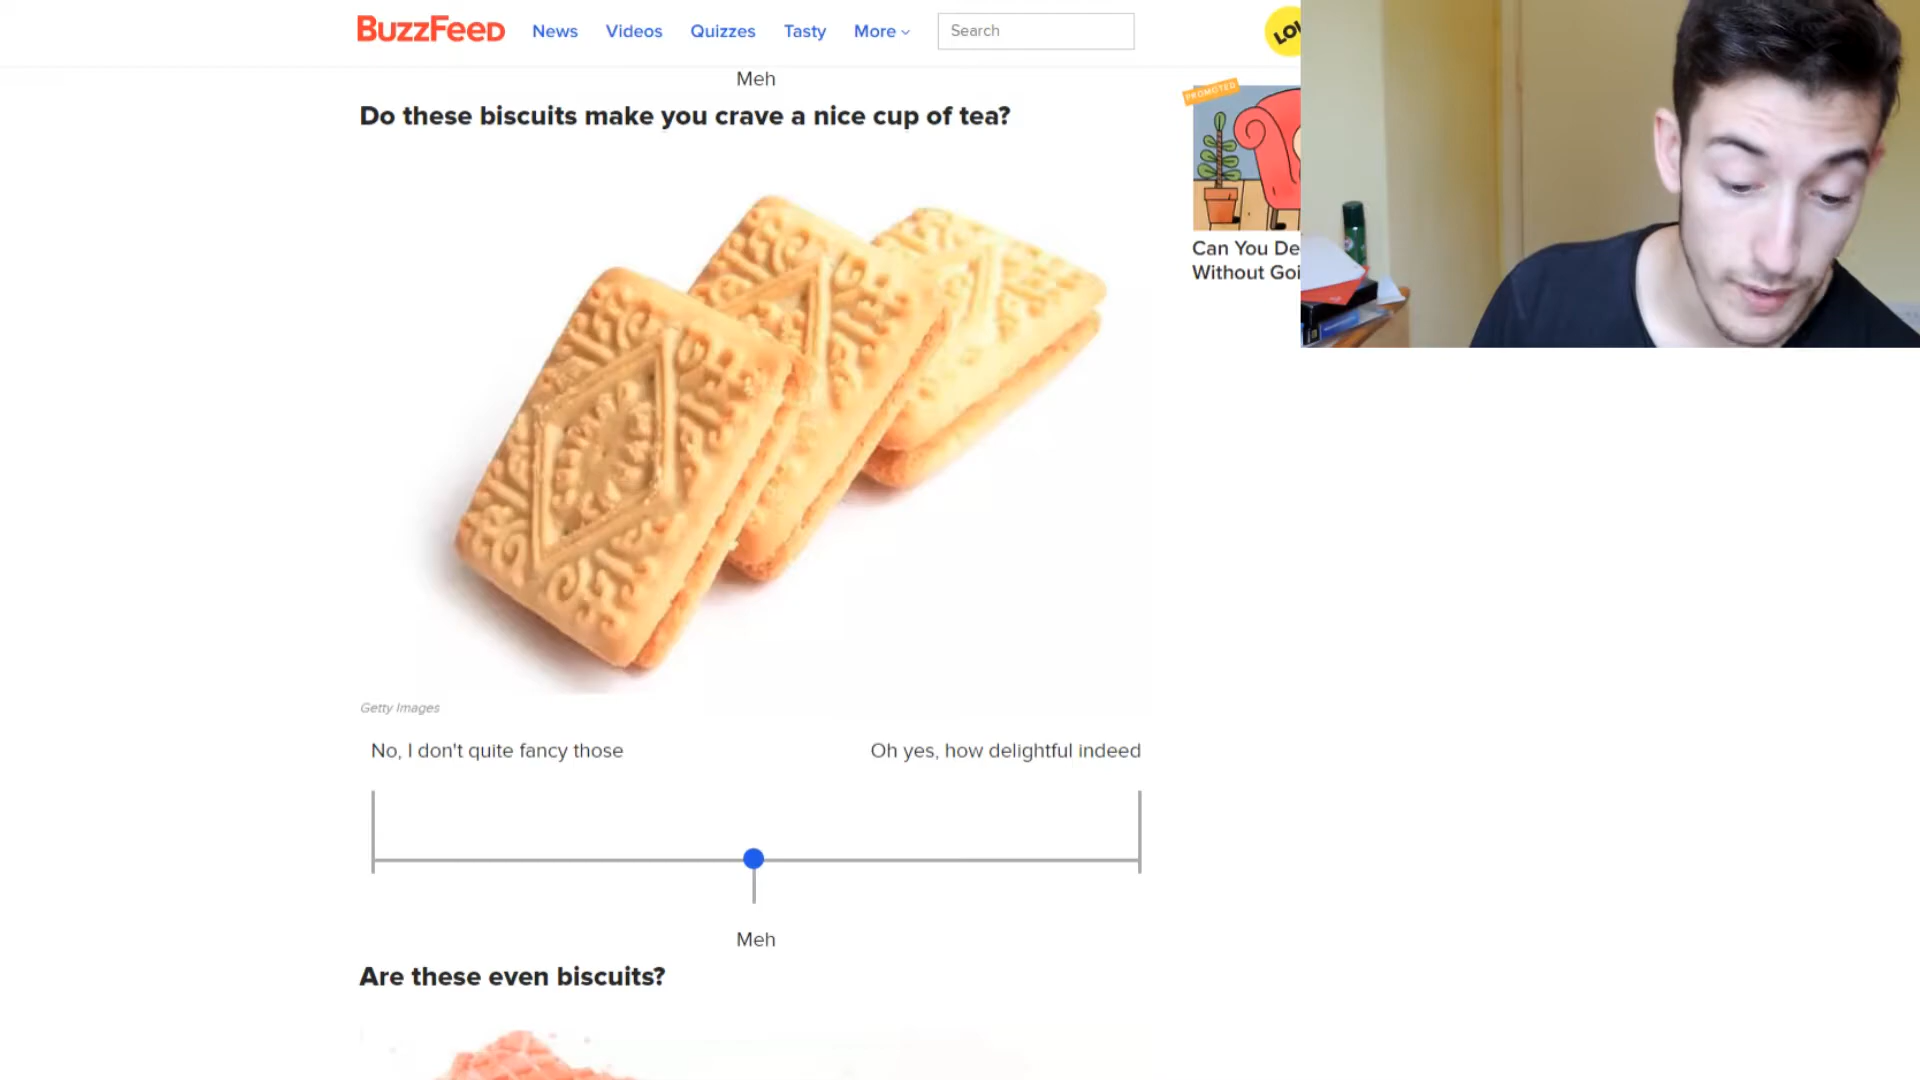 BuzzFeed
News
Videos
Quizzes
Tasty
More
Search
LOL
Meh
Do these biscuits make you crave a nice cup of tea?
PROMOTED
Can You De
Without Goi
Getty Images
No, I don't quite fancy those
Oh yes, how delightful indeed
Meh
Are these even biscuits?